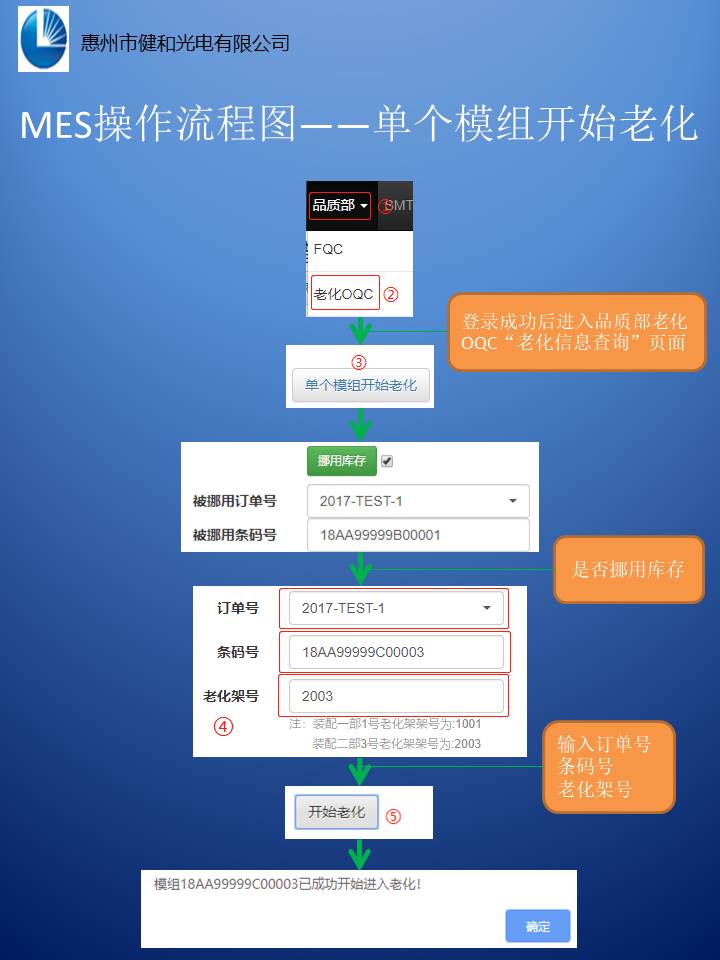 惠州市健和光电有限公司
MES操作流程图——单个模组开始老化
品质部 ① SMT
FQC
老化OQC ②
登录成功后进入品质部老化
OQC“老化信息查询”页面
③
单个模组开始老化
挪用库存
被挪用订单号 2017-TEST-1
被挪用条码号 18AA99999B00001
是否挪用库存
订单号 2017-TEST-1
条码号 18AA99999C00003
老化架号 2003
④
注：装配一部1号老化架架号为:1001
装配二部3号老化架架号为:2003
输入订单号
条码号
老化架号
开始老化 ⑤
模组18AA99999C00003已成功开始进入老化！
确定